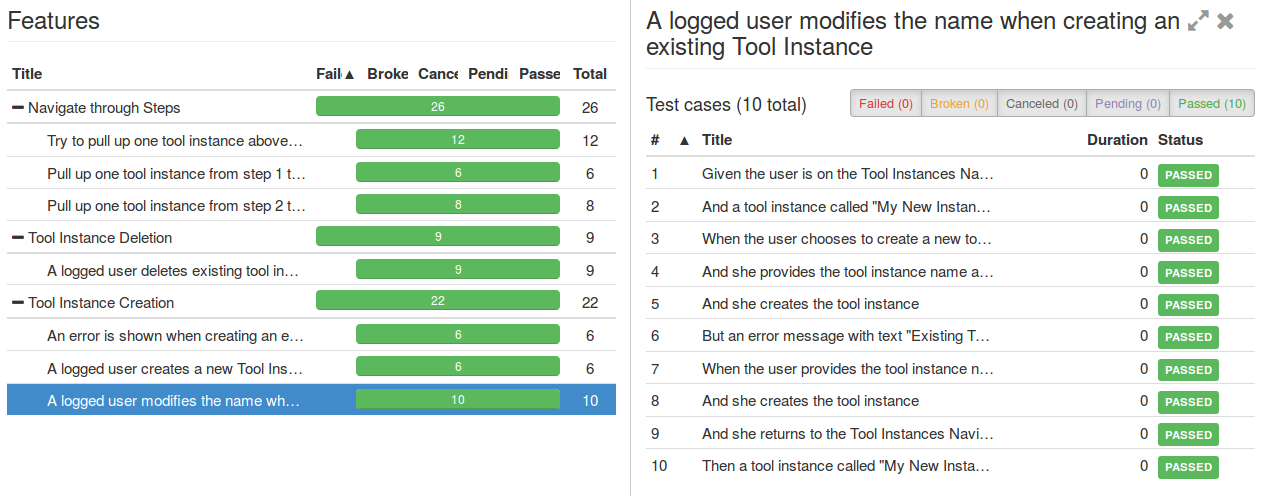 Features
Title Fail ▲ Broke Cance Pendi Passe Total
Navigate through Steps 26 26
Try to pull up one tool instance above… 12 12
Pull up one tool instance from step 1 t… 6 6
Pull up one tool instance from step 2 t… 8 8
Tool Instance Deletion 9 9
A logged user deletes existing tool in… 9 9
Tool Instance Creation 22 22
An error is shown when creating an e… 6 6
A logged user creates a new Tool Ins… 6 6
A logged user modifies the name wh… 10 10
A logged user modifies the name when creating an
existing Tool Instance
Test cases (10 total) Failed (0) Broken (0) Canceled (0) Pending (0) Passed (10)
# ▲ Title Duration Status
1 Given the user is on the Tool Instances Na… 0 PASSED
2 And a tool instance called "My New Instan… 0 PASSED
3 When the user chooses to create a new to… 0 PASSED
4 And she provides the tool instance name a… 0 PASSED
5 And she creates the tool instance 0 PASSED
6 But an error message with text "Existing T… 0 PASSED
7 When the user provides the tool instance n… 0 PASSED
8 And she creates the tool instance 0 PASSED
9 And she returns to the Tool Instances Navi… 0 PASSED
10 Then a tool instance called "My New Insta… 0 PASSED